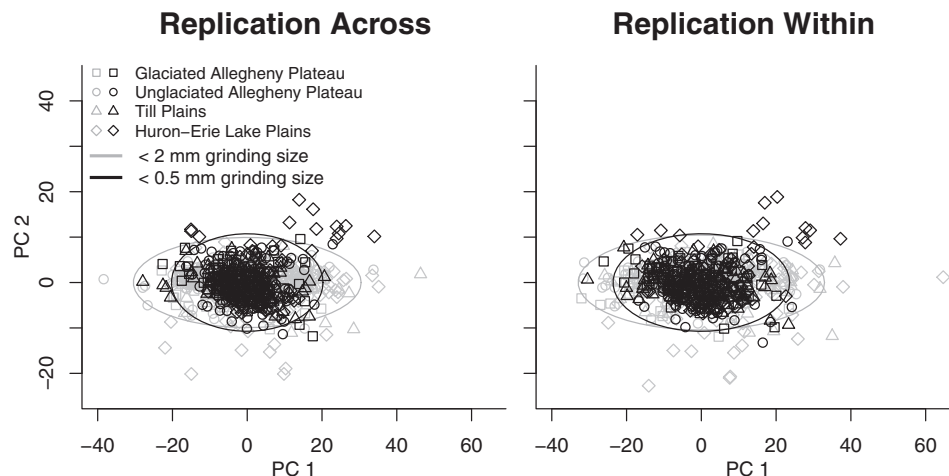 Replication Across
Replication Within
Glaciated Allegheny Plateau
Unglaciated Allegheny Plateau
Till Plains
Huron−Erie Lake Plains
< 2 mm grinding size
< 0.5 mm grinding size
PC 2
40
20
0
−20
−40 −20 0 20 40 60
PC 1
−40 −20 0 20 40 60
PC 1